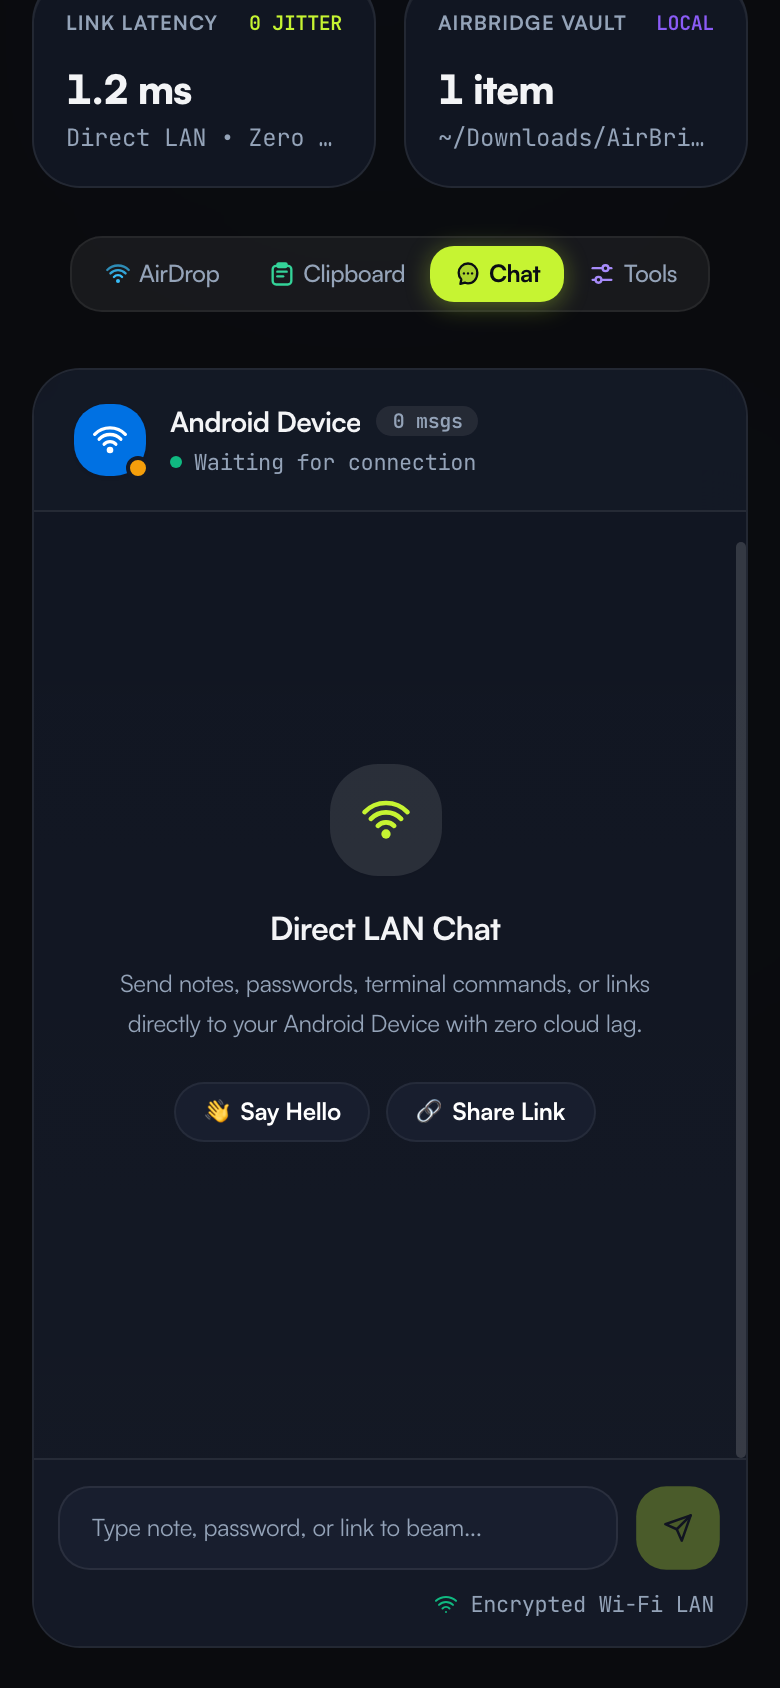 LINK LATENCY 0 JITTER
1.2 ms
Direct LAN • Zero …
AIRBRIDGE VAULT LOCAL
1 item
~/Downloads/AirBri…
AirDrop Clipboard Chat Tools
Android Device 0 msgs
Waiting for connection
Direct LAN Chat
Send notes, passwords, terminal commands, or links
directly to your Android Device with zero cloud lag.
👋 Say Hello 🔗 Share Link
Type note, password, or link to beam...
Encrypted Wi-Fi LAN